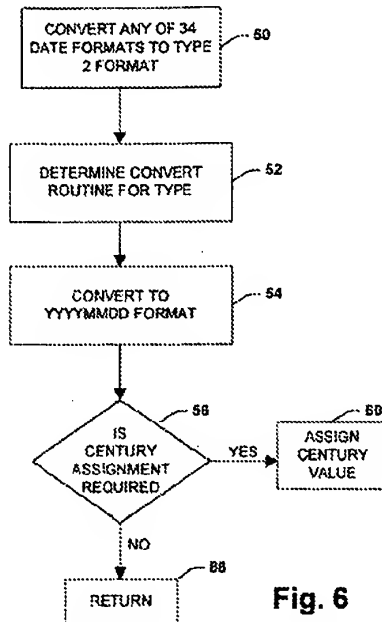 CONVERT ANY OF 34
DATE FORMATS TO TYPE
2 FORMAT
50
DETERMINE CONVERT
ROUTINE FOR TYPE
52
CONVERT TO
YYYYMMDD FORMAT
54
56
IS
CENTURY
ASSIGNMENT
REQUIRED
YES
ASSIGN
CENTURY
VALUE
NO
RETURN
Fig. 6